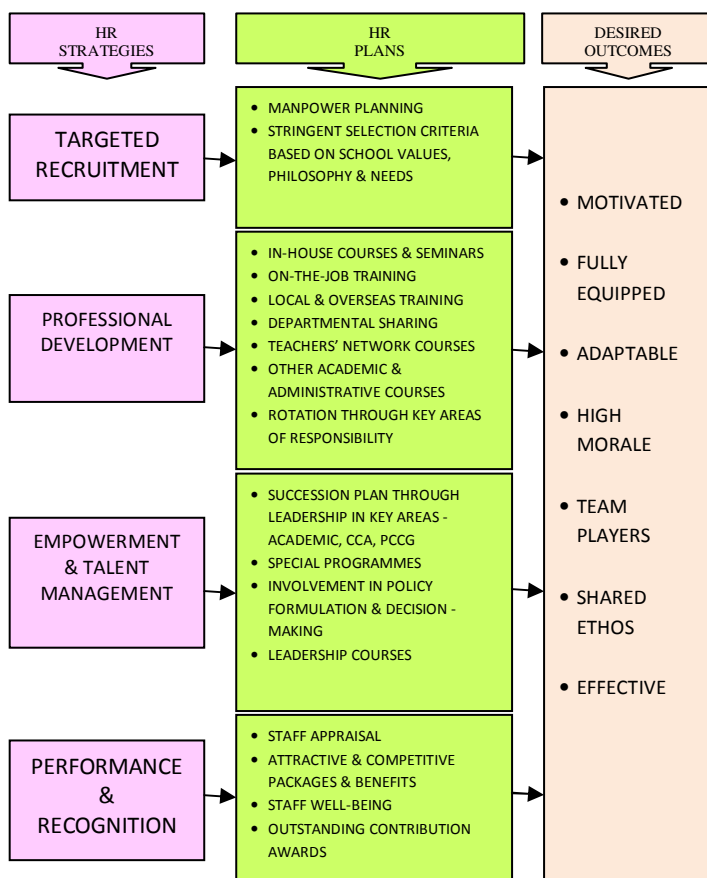 HR
STRATEGIES
HR
PLANS
DESIRED
OUTCOMES
TARGETED
RECRUITMENT
• MANPOWER PLANNING
• STRINGENT SELECTION CRITERIA
BASED ON SCHOOL VALUES,
PHILOSOPHY & NEEDS
PROFESSIONAL
DEVELOPMENT
• IN-HOUSE COURSES & SEMINARS
• ON-THE-JOB TRAINING
• LOCAL & OVERSEAS TRAINING
• DEPARTMENTAL SHARING
• TEACHERS' NETWORK COURSES
• OTHER ACADEMIC &
ADMINISTRATIVE COURSES
• ROTATION THROUGH KEY AREAS
OF RESPONSIBILITY
EMPOWERMENT
& TALENT
MANAGEMENT
• SUCCESSION PLAN THROUGH
LEADERSHIP IN KEY AREAS -
ACADEMIC, CCA, PCCG
• SPECIAL PROGRAMMES
• INVOLVEMENT IN POLICY
FORMULATION & DECISION -
MAKING
• LEADERSHIP COURSES
PERFORMANCE
&
RECOGNITION
• STAFF APPRAISAL
• ATTRACTIVE & COMPETITIVE
PACKAGES & BENEFITS
• STAFF WELL-BEING
• OUTSTANDING CONTRIBUTION
AWARDS
• MOTIVATED
• FULLY
EQUIPPED
• ADAPTABLE
• HIGH
MORALE
• TEAM
PLAYERS
• SHARED
ETHOS
• EFFECTIVE